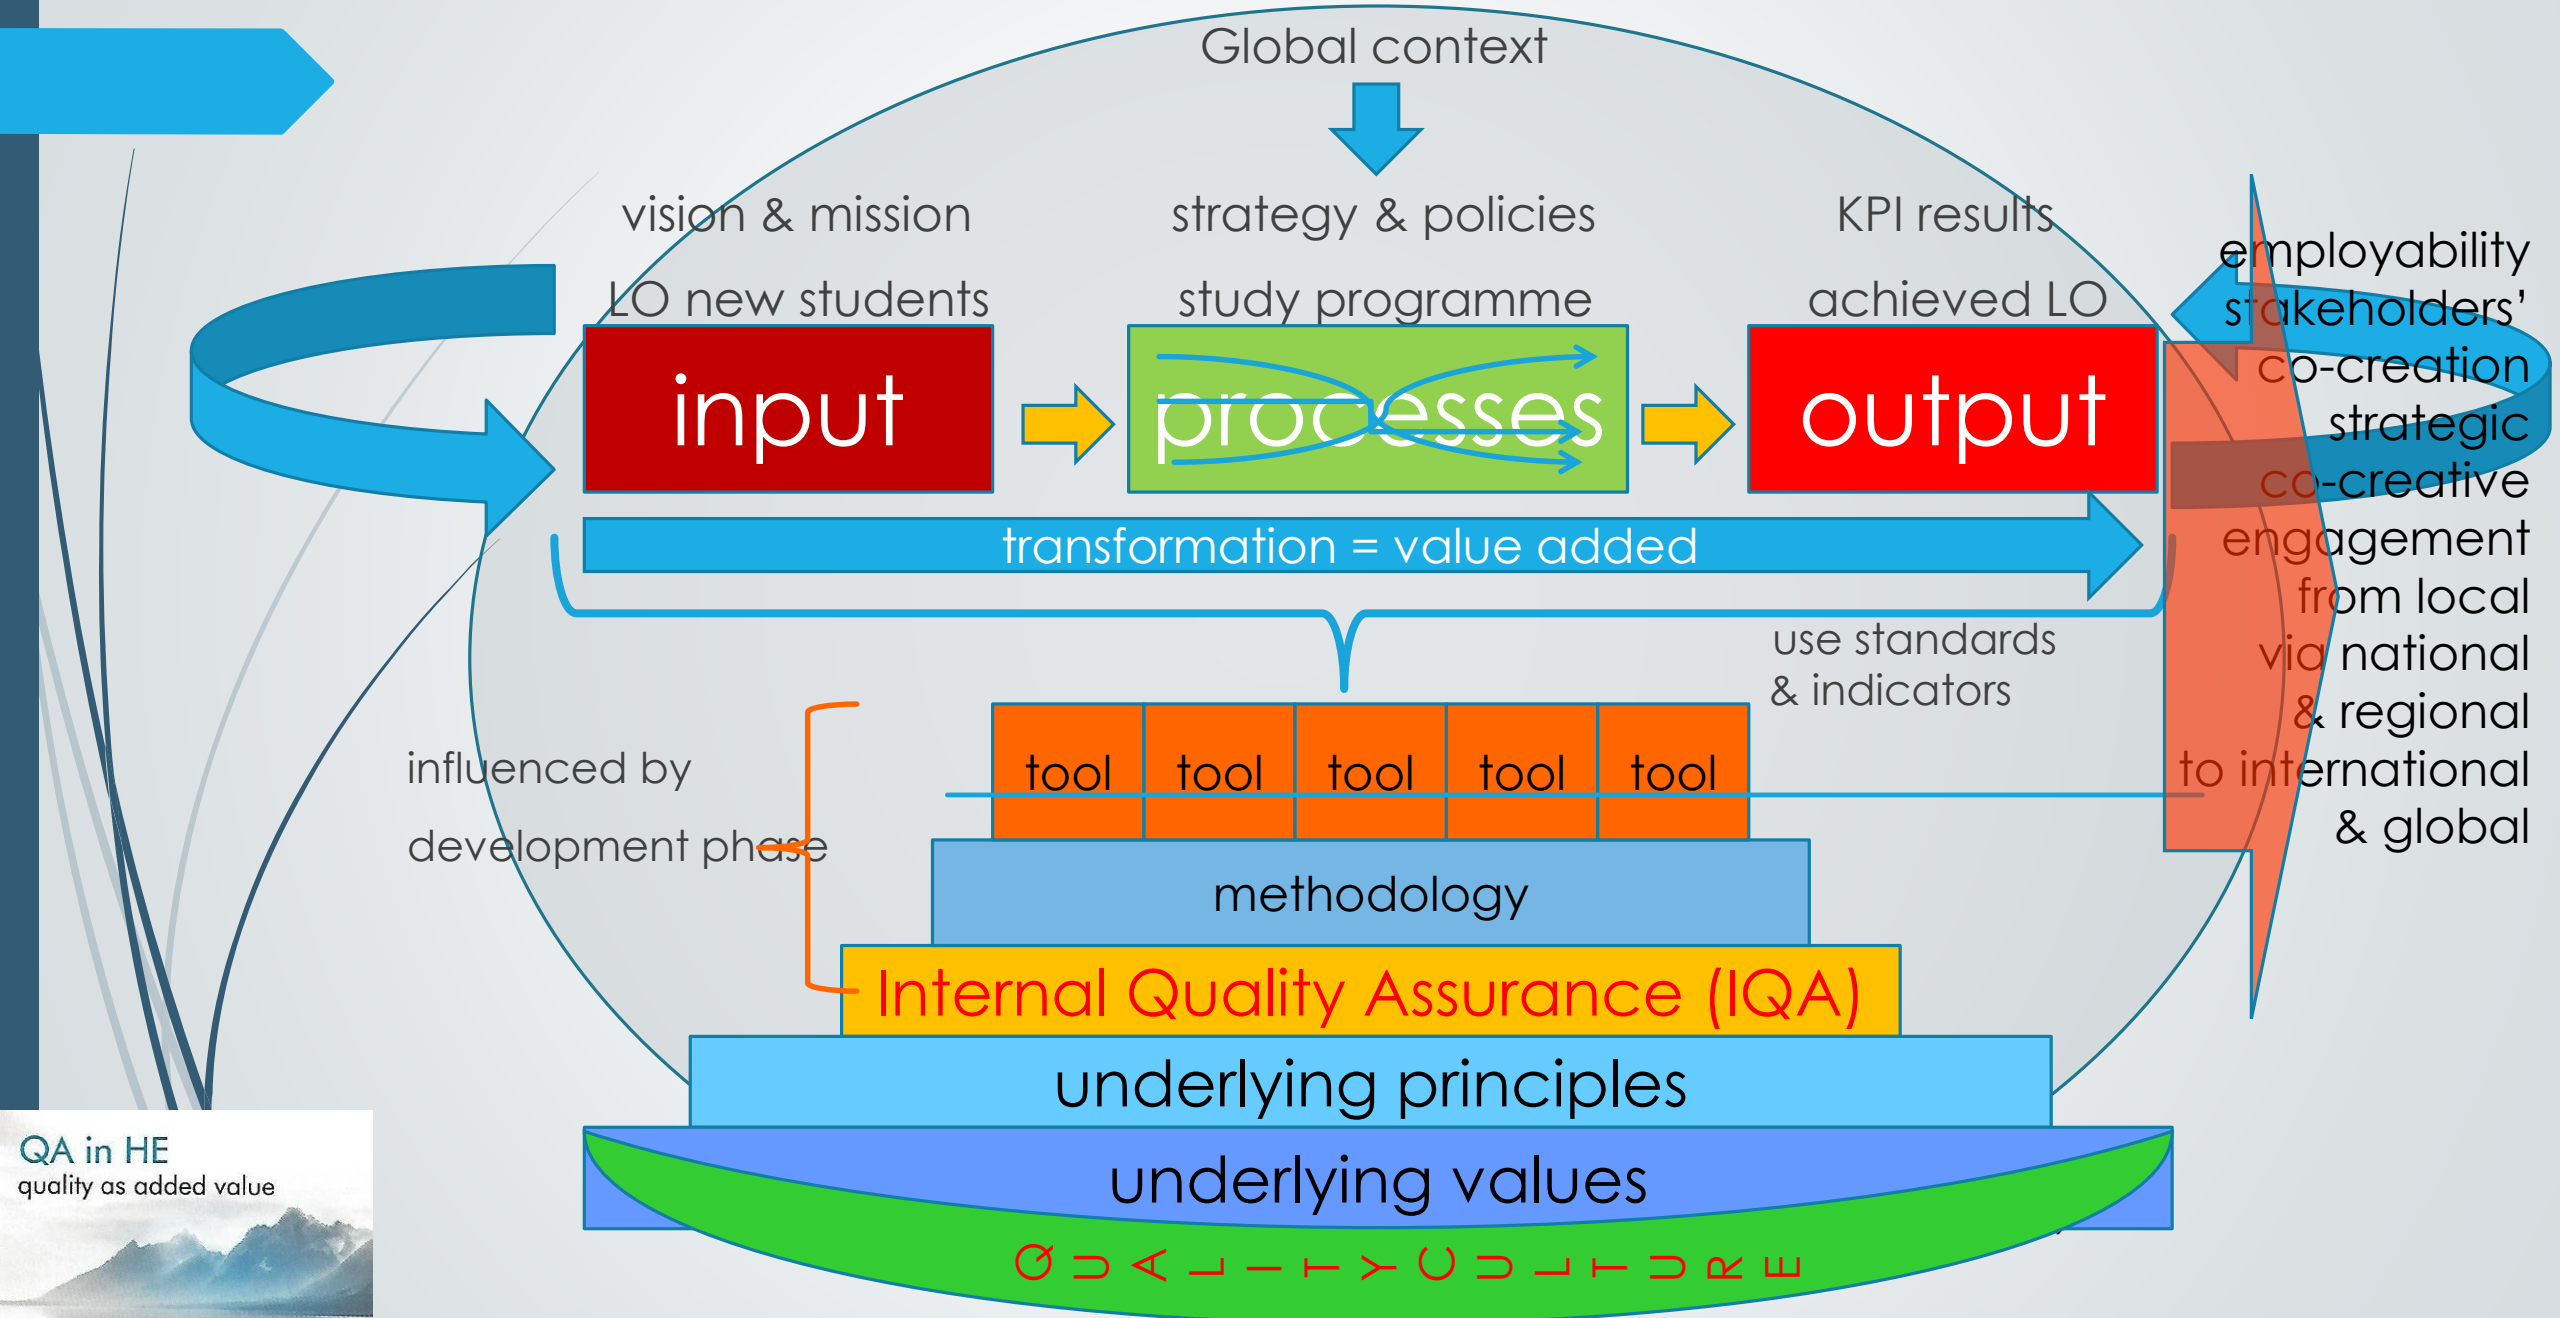 Global context
vision & mission
LO new students
strategy & policies
study programme
KPI results
achieved LO
input
processes
output
transformation = value added
employability
stakeholders’
co-creation
strategic
co-creative
engagement
from local
via national
& regional
to international
& global
use standards
& indicators
influenced by
development phase
tool tool tool tool tool
methodology
Internal Quality Assurance (IQA)
underlying principles
underlying values
QUALITY CULTURE
QA in HE
quality as added value